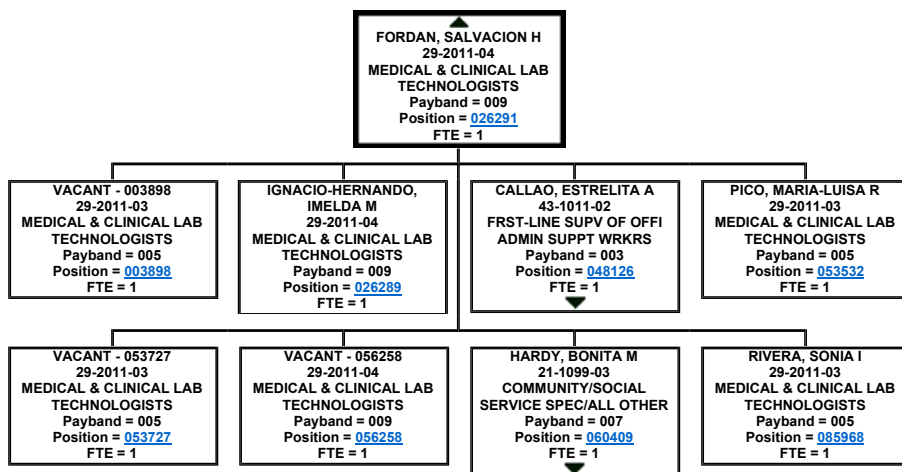 FORDAN, SALVACION H
29-2011-04
MEDICAL & CLINICAL LAB
TECHNOLOGISTS
Payband = 009
Position = 026291
FTE = 1
VACANT - 003898
29-2011-03
MEDICAL & CLINICAL LAB
TECHNOLOGISTS
Payband = 005
Position = 003898
FTE = 1
IGNACIO-HERNANDO,
IMELDA M
29-2011-04
MEDICAL & CLINICAL LAB
TECHNOLOGISTS
Payband = 009
Position = 026289
FTE = 1
CALLAO, ESTRELITA A
43-1011-02
FRST-LINE SUPV OF OFFI
ADMIN SUPPT WRKRS
Payband = 003
Position = 048126
FTE = 1
PICO, MARIA-LUISA R
29-2011-03
MEDICAL & CLINICAL LAB
TECHNOLOGISTS
Payband = 005
Position = 053532
FTE = 1
VACANT - 053727
29-2011-03
MEDICAL & CLINICAL LAB
TECHNOLOGISTS
Payband = 005
Position = 053727
FTE = 1
VACANT - 056258
29-2011-04
MEDICAL & CLINICAL LAB
TECHNOLOGISTS
Payband = 009
Position = 056258
FTE = 1
HARDY, BONITA M
21-1099-03
COMMUNITY/SOCIAL
SERVICE SPEC/ALL OTHER
Payband = 007
Position = 060409
FTE = 1
RIVERA, SONIA I
29-2011-03
MEDICAL & CLINICAL LAB
TECHNOLOGISTS
Payband = 005
Position = 085968
FTE = 1